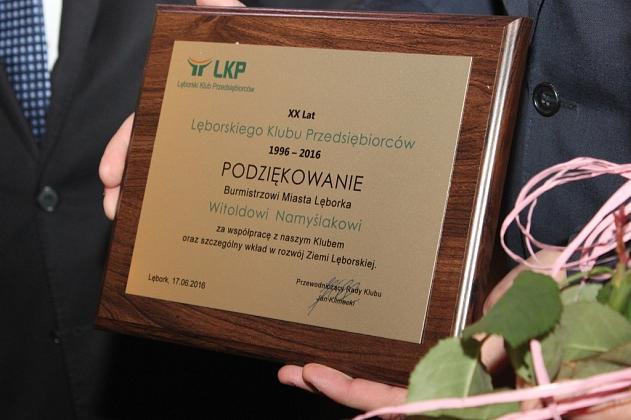 LKP
Lęborski Klub Przedsiębiorców
XX Lat
Lęborskiego Klubu Przedsiębiorców
1996 – 2016
PODZIĘKOWANIE
Burmistrzowi Miasta Lęborka
Witoldowi Namyślakowi
za współpracę z naszym Klubem
oraz szczególny wkład w rozwój Ziemi Lęborskiej.
Lębork, 17.06.2016
Przewodniczący Rady Klubu
Jan